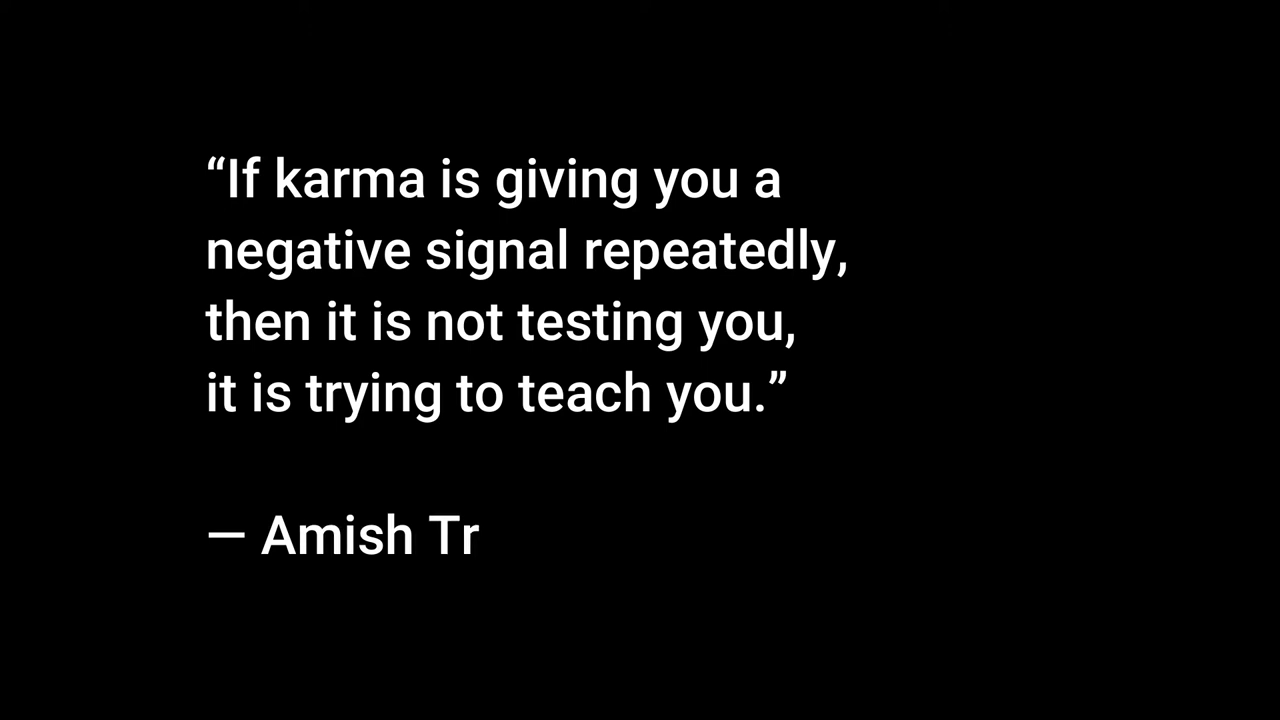 “If karma is giving you a
negative signal repeatedly,
then it is not testing you,
it is trying to teach you.”
— Amish Tr